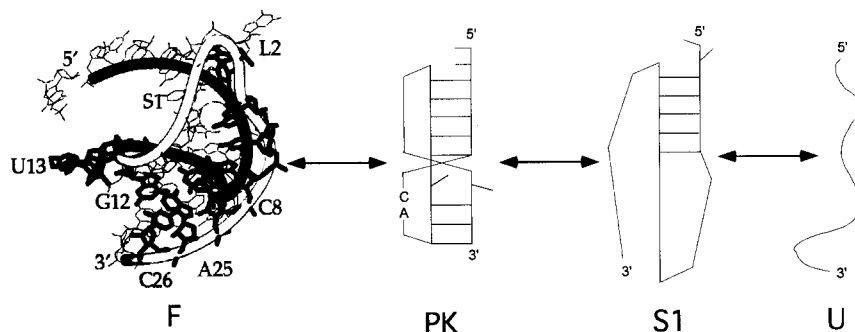 5′
L2
S1
U13
G12
C8
3′
A25
C26
F
5'
C
A
3'
PK
5'
3'
S1
5'
3'
U